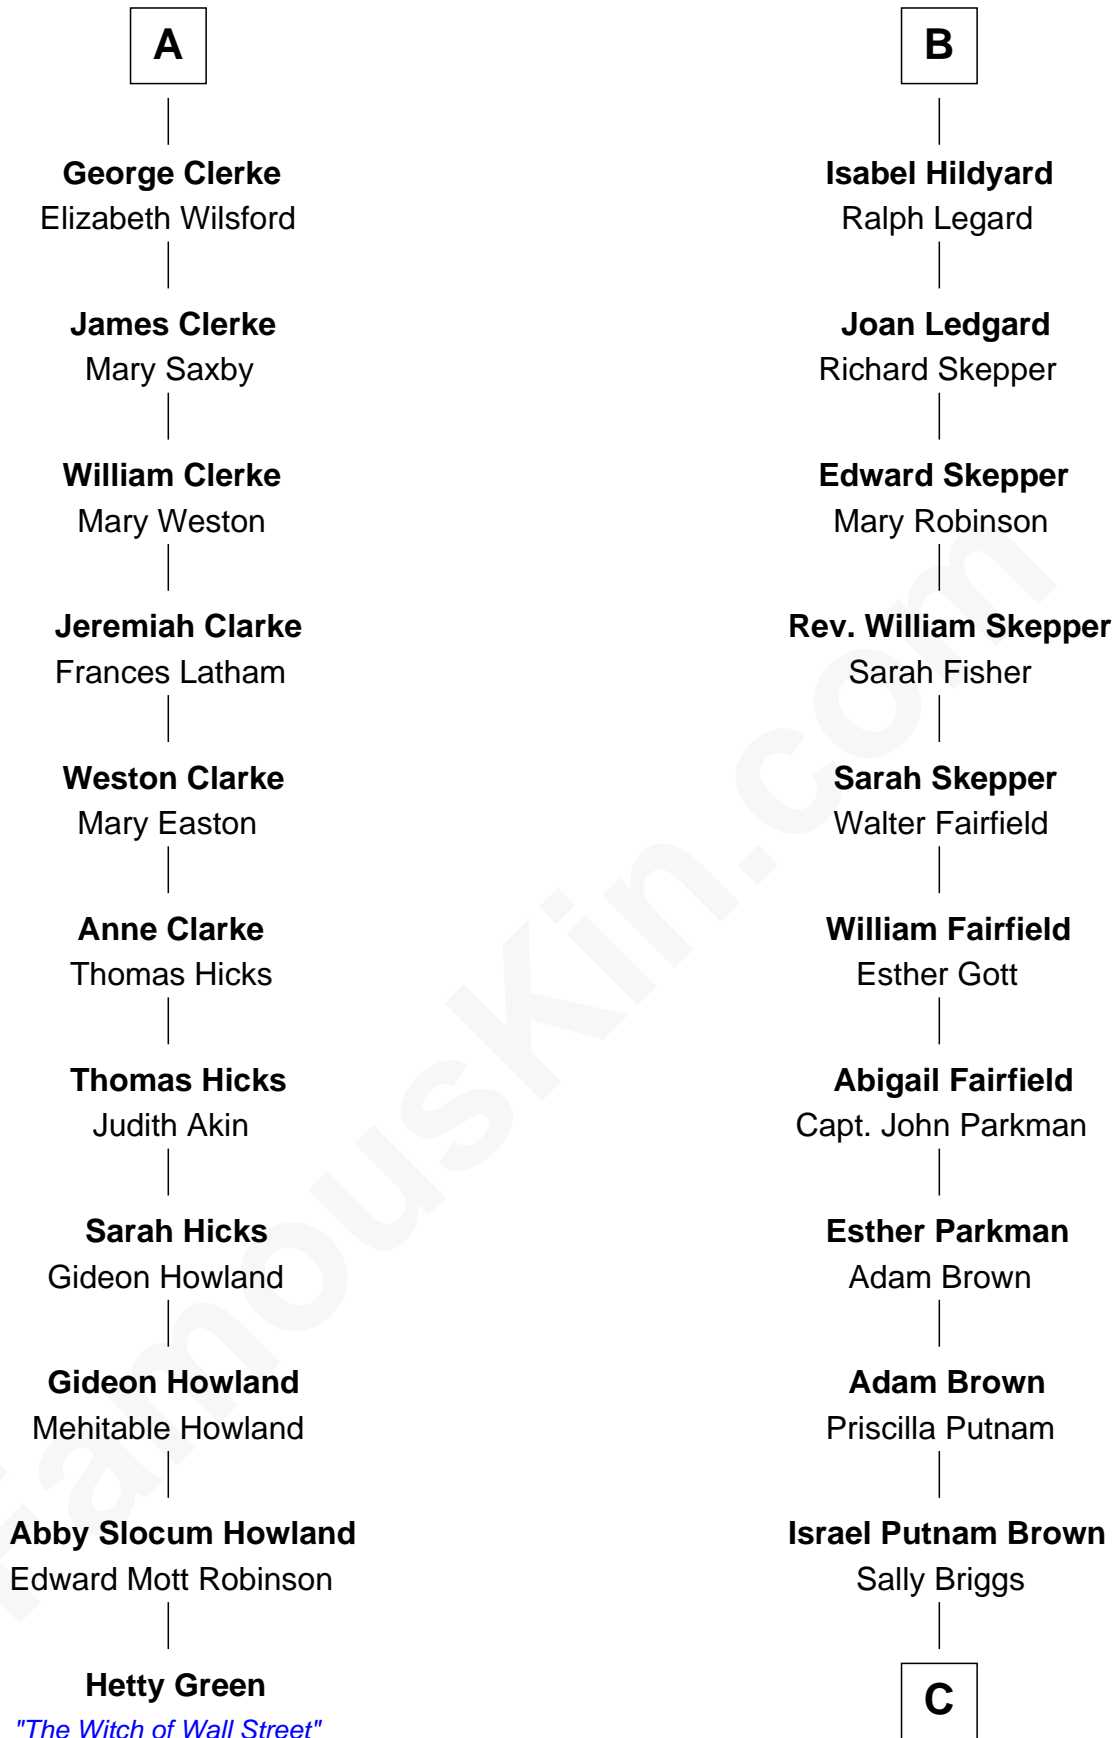 A
George Clerke
Elizabeth Wilsford
James Clerke
Mary Saxby
William Clerke
Mary Weston
Jeremiah Clarke
Frances Latham
Weston Clarke
Mary Easton
Anne Clarke
Thomas Hicks
Thomas Hicks
Judith Akin
Sarah Hicks
Gideon Howland
Gideon Howland
Mehitable Howland
Abby Slocum Howland
Edward Mott Robinson
Hetty Green
"The Witch of Wall Street"
B
Isabel Hildyard
Ralph Legard
Joan Ledgard
Richard Skepper
Edward Skepper
Mary Robinson
Rev. William Skepper
Sarah Fisher
Sarah Skepper
Walter Fairfield
William Fairfield
Esther Gott
Abigail Fairfield
Capt. John Parkman
Esther Parkman
Adam Brown
Adam Brown
Priscilla Putnam
Israel Putnam Brown
Sally Briggs
C
FamousKin.com